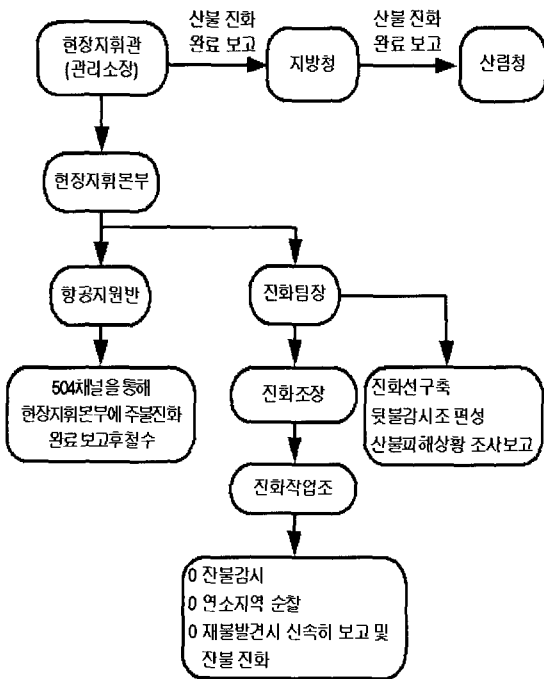 산불 진화
완료 보고
산불 진화
완료 보고
현장지휘관
(관리소장)
지방청
산림청
현장지휘본부
항공지원반
진화팀장
504채널을 통해
현장지휘본부에 주불진화
완료 보고후철수
진화조장
진화선구축
뒷불감시조 편성
산불피해상황 조사보고
진화작업조
0 잔불감시
0 연소지역 순찰
0 재불발견시 신속히 보고 및
잔불 진화